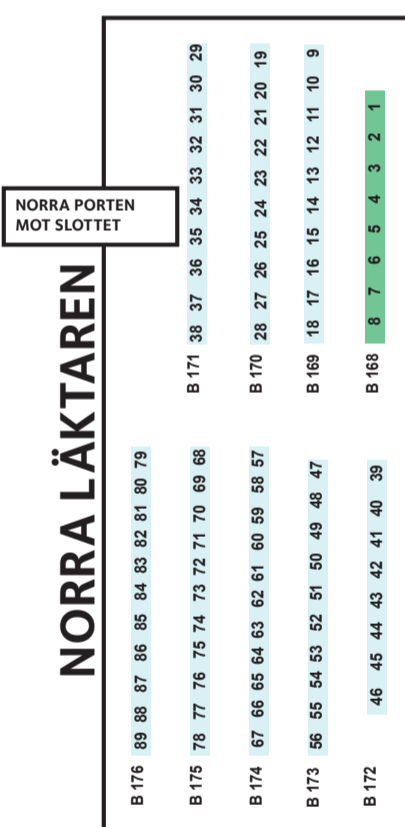 NORRA PORTEN
MOT SLOTTET
NORRA LÄKTAREN
B 176 89 88 87 86 85 84 83 82 81 80 79
B 175 78 77 76 75 74 73 72 71 70 69 68
B 174 67 66 65 64 63 62 61 60 59 58 57
B 173 56 55 54 53 52 51 50 49 48 47
B 172 46 45 44 43 42 41 40 39
B 171 38 37 36 35 34 33 32 31 30 29
B 170 28 27 26 25 24 23 22 21 20 19
B 169 18 17 16 15 14 13 12 11 10 9
B 168 8 7 6 5 4 3 2 1